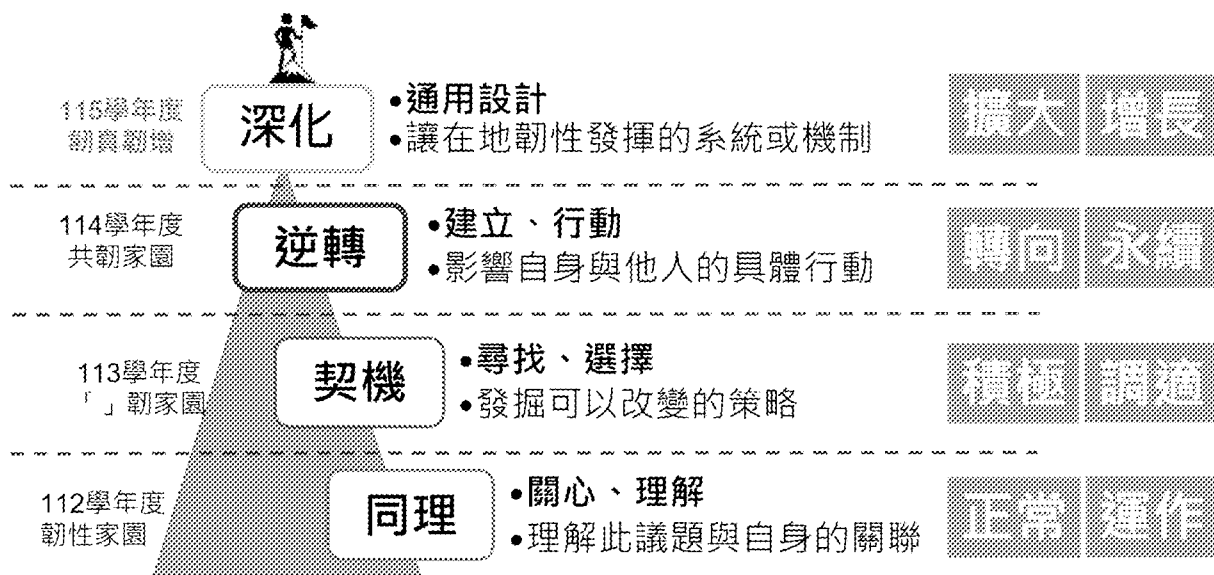 115學年度
韌員韌增
深化
•通用設計
•讓在地韌性發揮的系統或機制
擴大 增長
114學年度
共韌家園
逆轉
•建立、行動
•影響自身與他人的具體行動
轉向 永續
113學年度
「」韌家園
契機
•尋找、選擇
•發掘可以改變的策略
積極 調適
112學年度
韌性家園
同理
•關心、理解
•理解此議題與自身的關聯
正常 運作